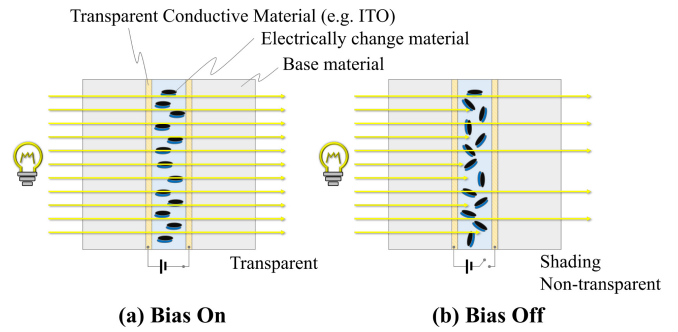 Transparent Conductive Material (e.g. ITO)
Electrically change material
Base material
Transparent
Shading
Non-transparent
(a) Bias On
(b) Bias Off